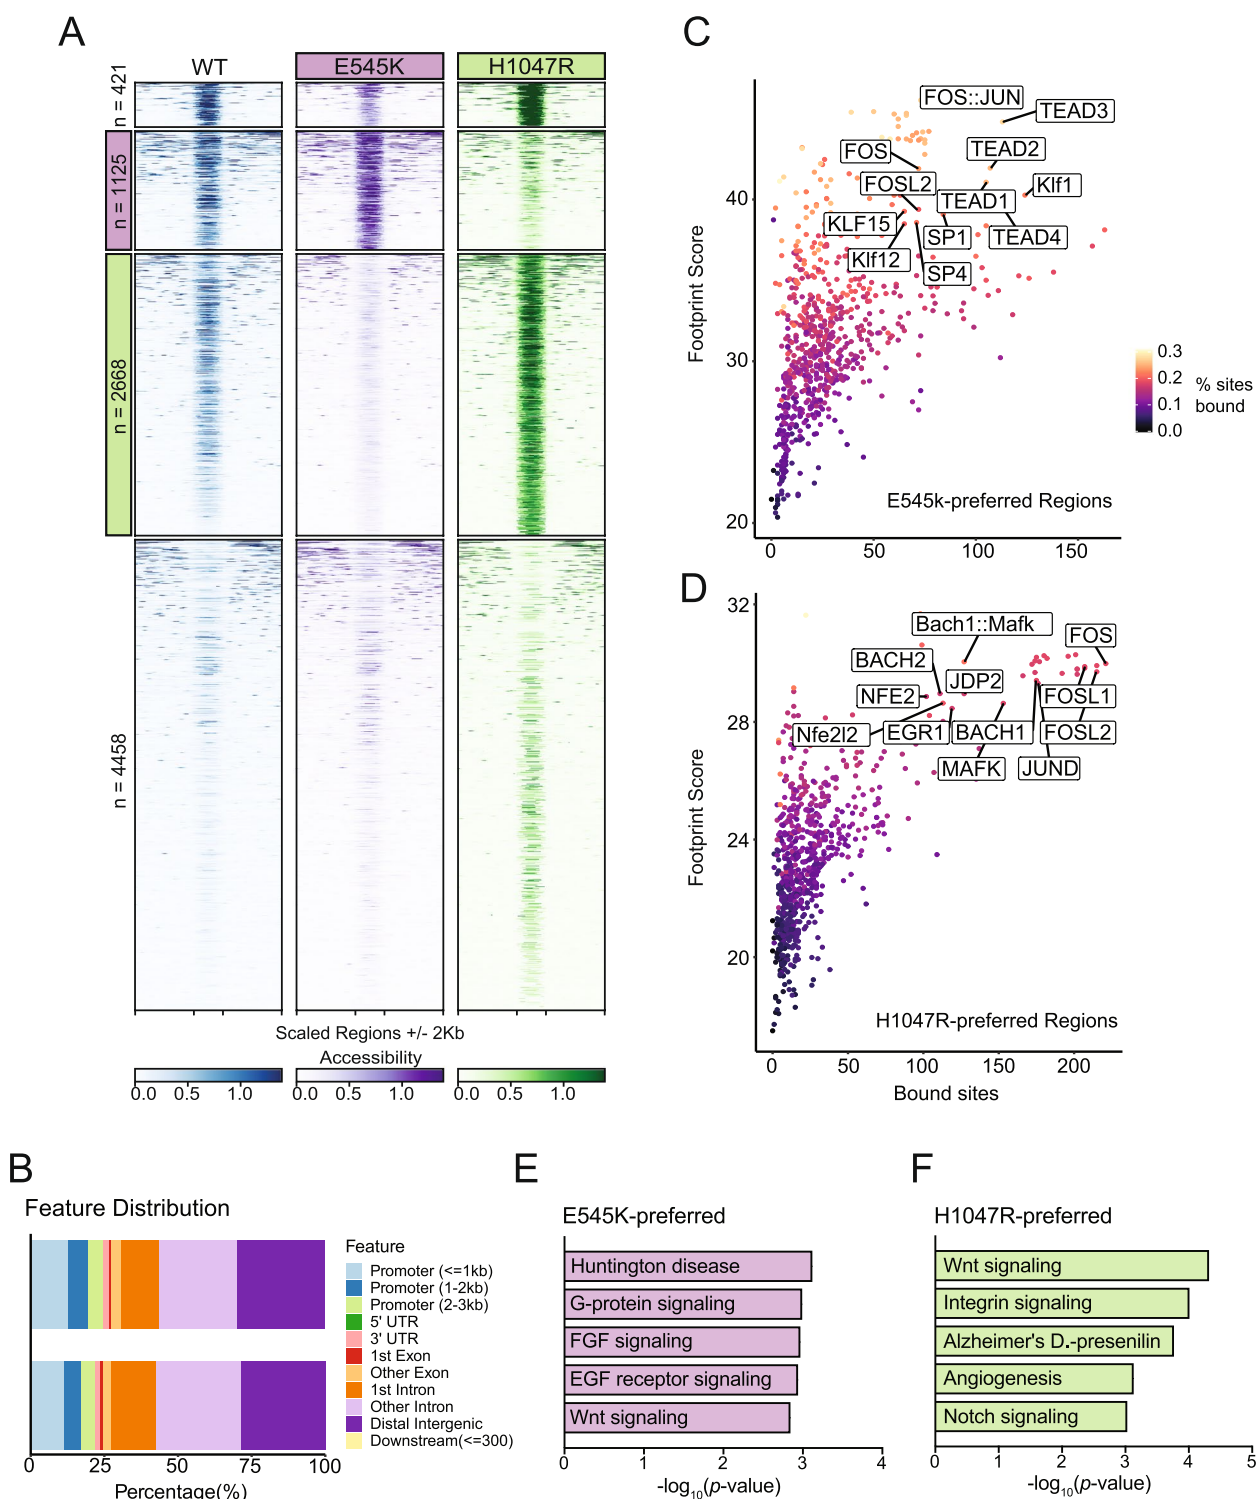 A
WT
E545K
H1047R
n = 421
n = 1125
n = 2668
n = 4458
Scaled Regions +/- 2Kb
Accessibility
0.0 0.5 1.0
0.0 0.5 1.0
0.0 0.5 1.0
C
Footprint Score
40
30
20
0 50 100 150
FOS::JUN
TEAD3
FOS
TEAD2
FOSL2
Klf1
TEAD1
KLF15
SP1
TEAD4
Klf12
SP4
0.3
0.2
0.1
0.0
% sites
bound
E545k-preferred Regions
D
Footprint Score
32
28
24
20
Bach1::Mafk
FOS
BACH2
JDP2
NFE2
FOSL1
Nfe2l2
EGR1
BACH1
FOSL2
MAFK
JUND
H1047R-preferred Regions
0 50 100 150 200
Bound sites
B
Feature Distribution
0 25 50 75 100
Percentage(%)
Feature
Promoter (<=1kb)
Promoter (1-2kb)
Promoter (2-3kb)
5' UTR
3' UTR
1st Exon
Other Exon
1st Intron
Other Intron
Distal Intergenic
Downstream(<=300)
E
E545K-preferred
Huntington disease
G-protein signaling
FGF signaling
EGF receptor signaling
Wnt signaling
0 1 2 3 4
-log10(p-value)
F
H1047R-preferred
Wnt signaling
Integrin signaling
Alzheimer's D.-presenilin
Angiogenesis
Notch signaling
0 1 2 3 4 5
-log10(p-value)